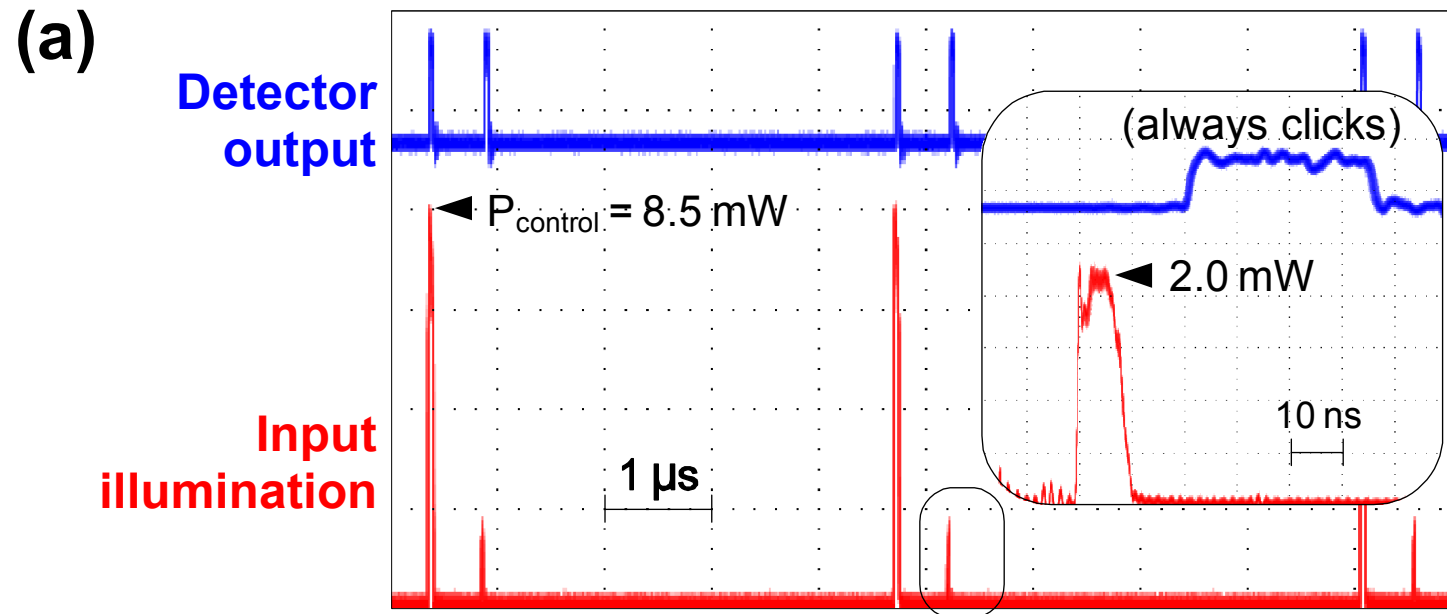 (a)
Detector
output
(always clicks)
P_control = 8.5 mW
2.0 mW
10 ns
Input
illumination
1 μs